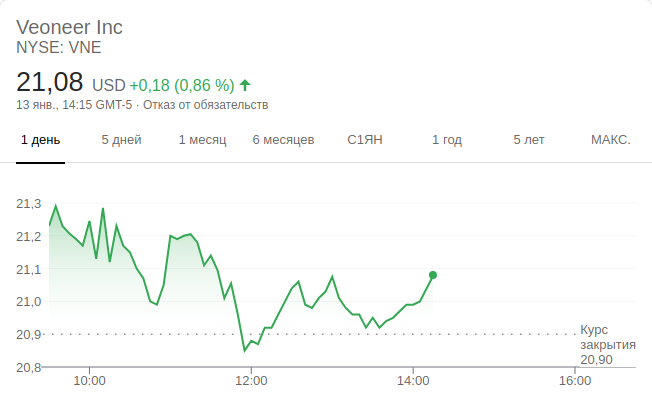 Veoneer Inc
NYSE: VNE
21,08 USD +0,18 (0,86 %)
13 янв., 14:15 GMT-5 · Отказ от обязательств
1 день 5 дней 1 месяц 6 месяцев С1ЯН 1 год 5 лет МАКС.
21,3
21,2
21,1
21,0
20,9
20,8
Курс
закрытия
20,90
10:00 12:00 14:00 16:00